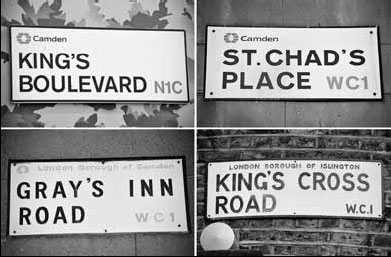 Camden
KING'S
BOULEVARD N1C
Camden
ST. CHAD'S
PLACE WC1
London Borough of Camden
GRAY'S INN
ROAD WC1
LONDON BOROUGH OF ISLINGTON
KING'S CROSS
ROAD W.C.1